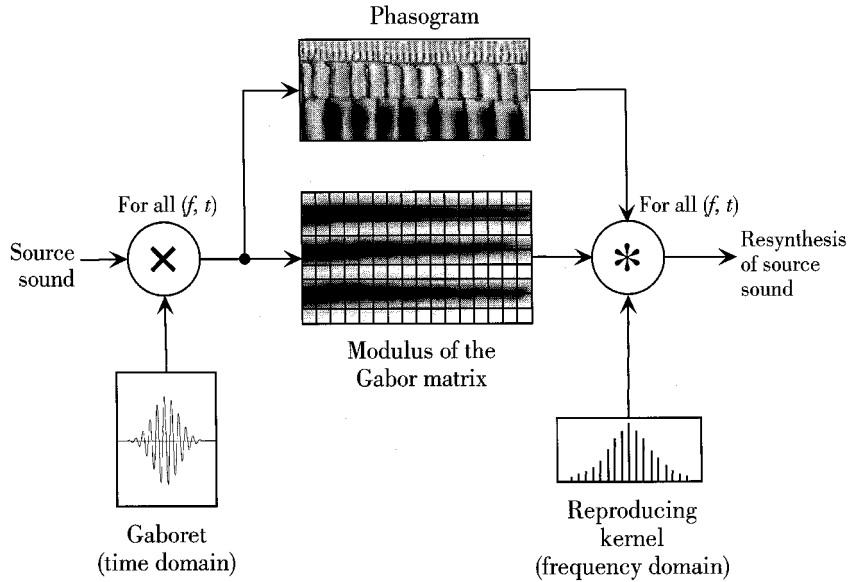 Phasogram
For all (f, t)
For all (f, t)
Source
sound
×
*
Resynthesis
of source
sound
Modulus of the
Gabor matrix
Gaboret
(time domain)
Reproducing
kernel
(frequency domain)